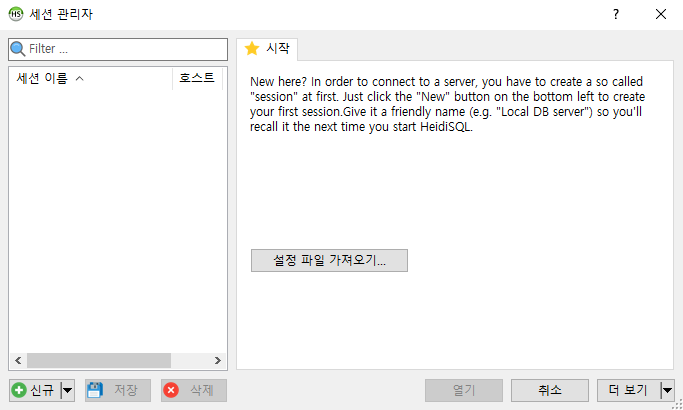 HS 세션 관리자
?
Filter ...
세션 이름 호스트
시작
New here? In order to connect to a server, you have to create a so called
"session" at first. Just click the "New" button on the bottom left to create
your first session.Give it a friendly name (e.g. "Local DB server") so you'll
recall it the next time you start HeidiSQL.
설정 파일 가져오기...
신규 저장 삭제 열기 취소 더 보기